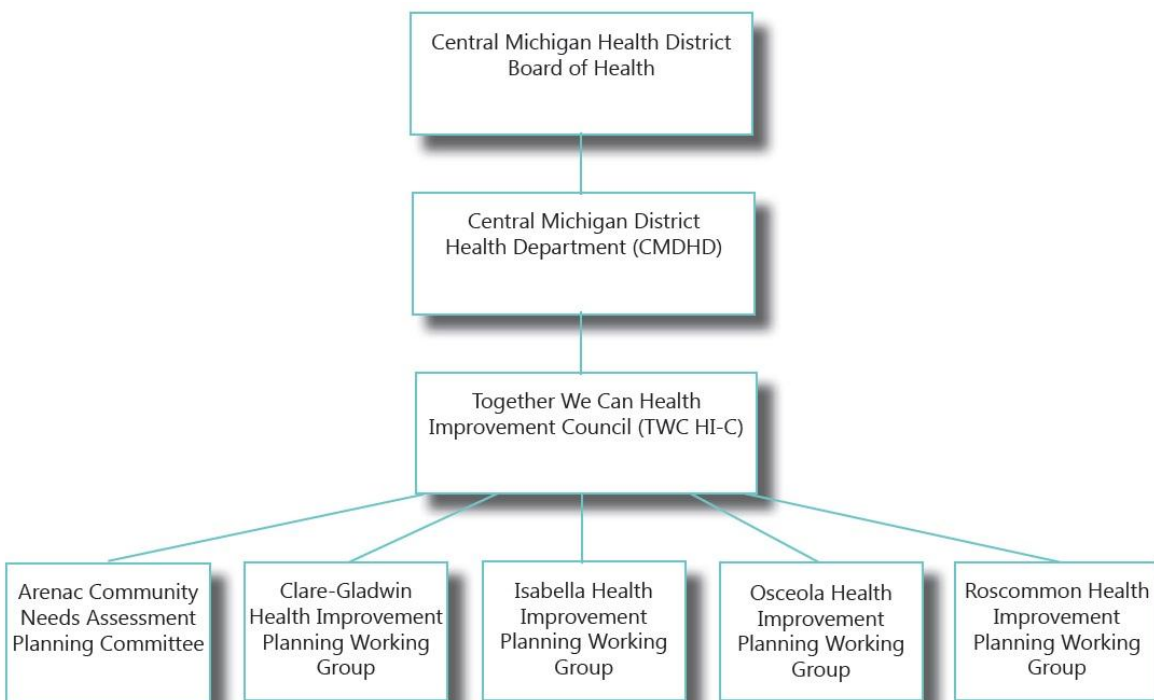 Central Michigan Health District
Board of Health
Central Michigan District
Health Department (CMDHD)
Together We Can Health
Improvement Council (TWC HI-C)
Arenac Community
Needs Assessment
Planning Committee
Clare-Gladwin
Health Improvement
Planning Working
Group
Isabella Health
Improvement
Planning Working
Group
Osceola Health
Improvement
Planning Working
Group
Roscommon Health
Improvement
Planning Working
Group